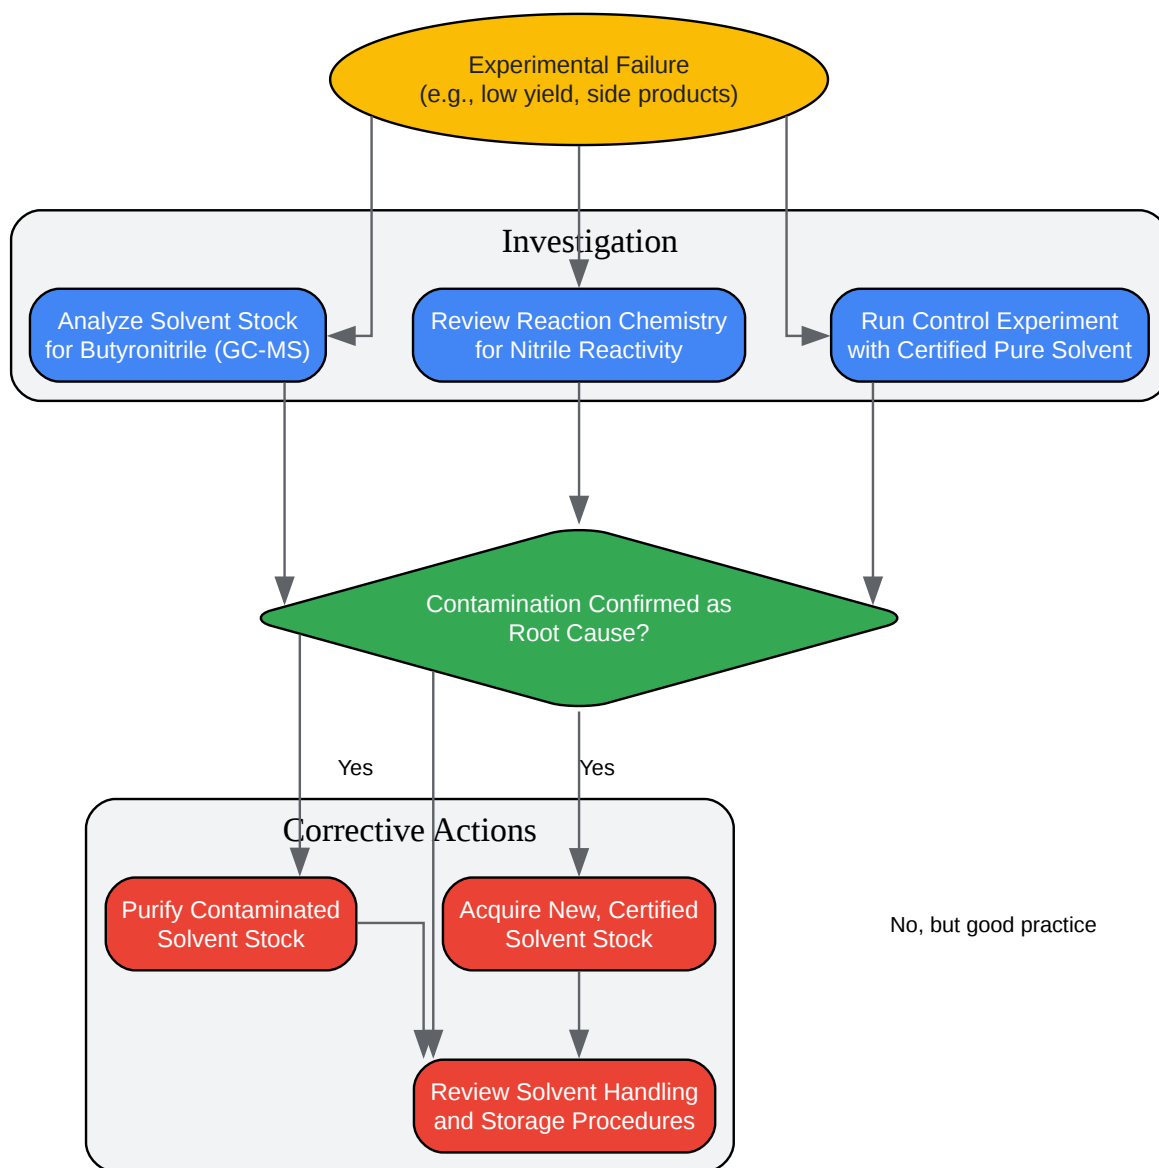 Experimental Failure
(e.g., low yield, side products)
Investigation
Analyze Solvent Stock
for Butyronitrile (GC-MS)
Review Reaction Chemistry
for Nitrile Reactivity
Run Control Experiment
with Certified Pure Solvent
Contamination Confirmed as
Root Cause?
Yes
Yes
Corrective Actions
Purify Contaminated
Solvent Stock
Acquire New, Certified
Solvent Stock
No, but good practice
Review Solvent Handling
and Storage Procedures